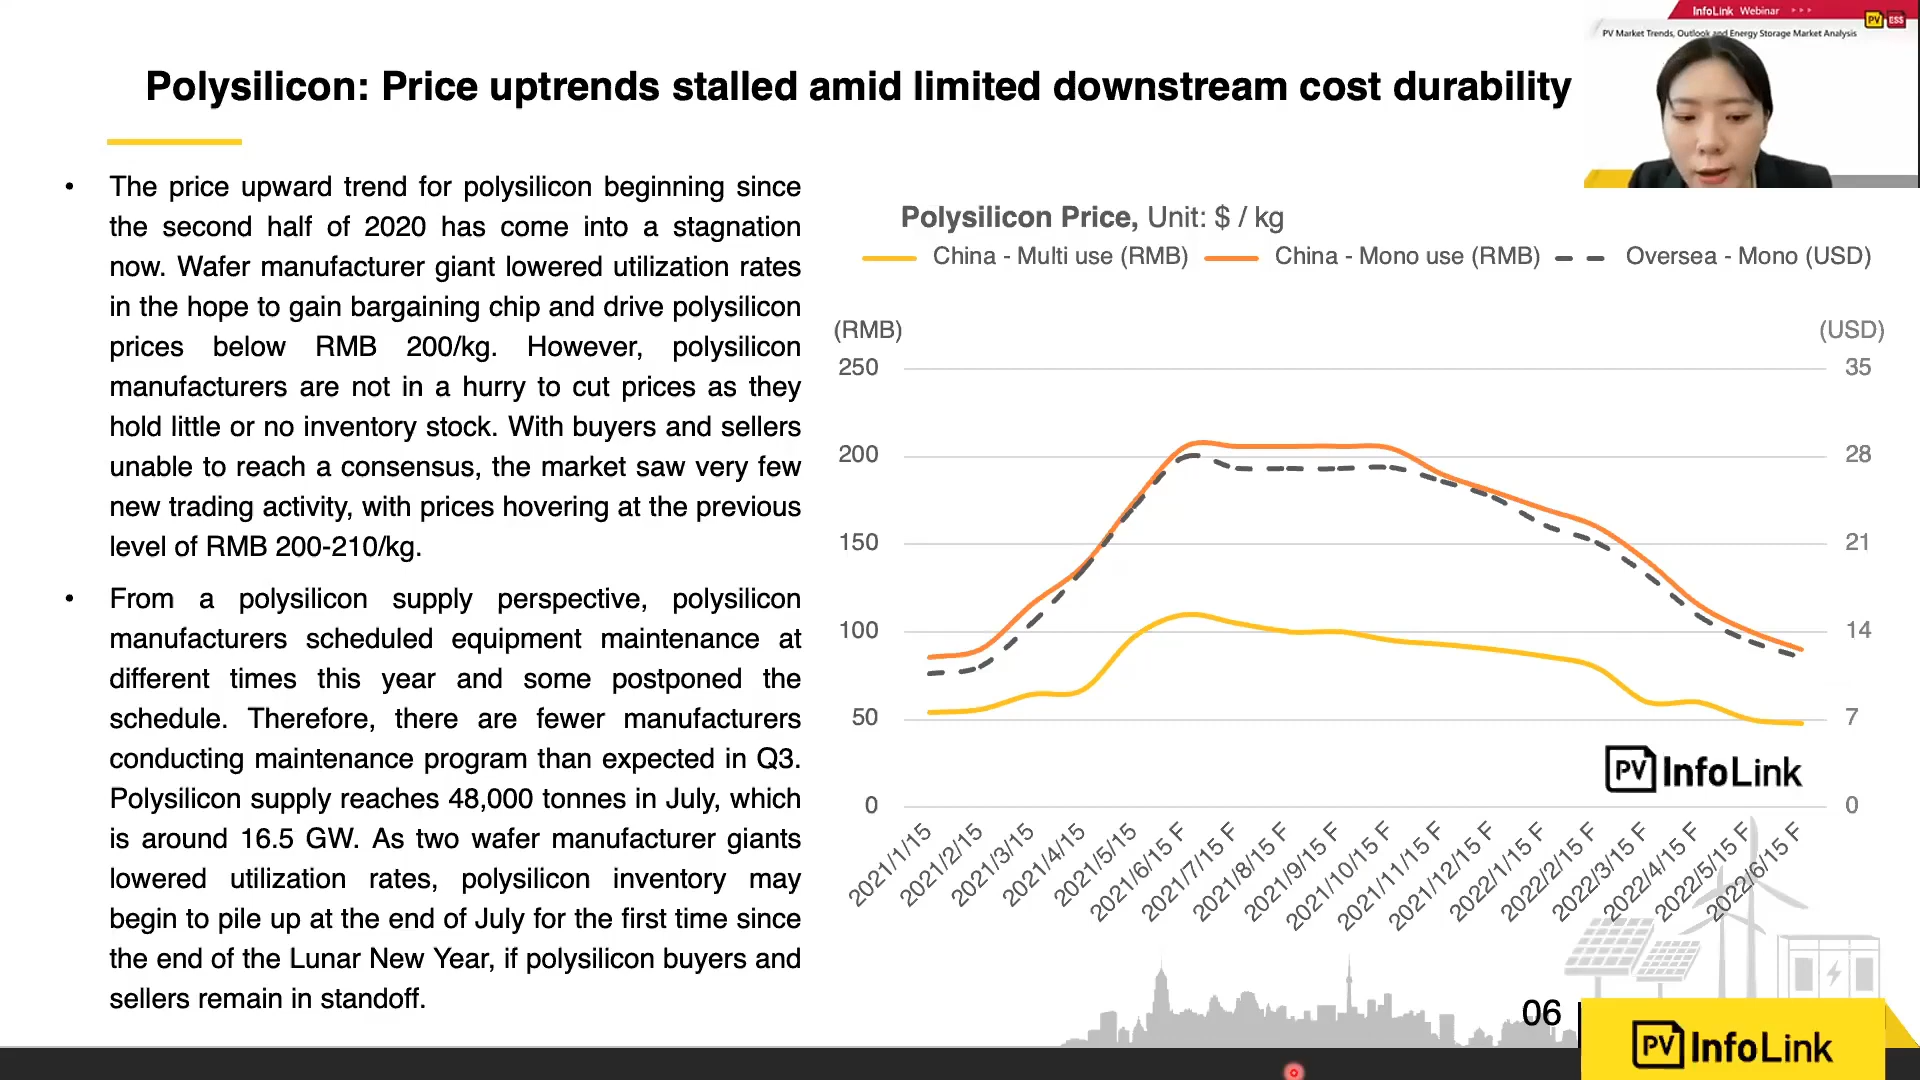 InfoLink Webinar > > >
PV ESS
PV Market Trends, Outlook and Energy Storage Market Analysis
Polysilicon: Price uptrends stalled amid limited downstream cost durability
• The price upward trend for polysilicon beginning since
the second half of 2020 has come into a stagnation
now. Wafer manufacturer giant lowered utilization rates
in the hope to gain bargaining chip and drive polysilicon
prices below RMB 200/kg. However, polysilicon
manufacturers are not in a hurry to cut prices as they
hold little or no inventory stock. With buyers and sellers
unable to reach a consensus, the market saw very few
new trading activity, with prices hovering at the previous
level of RMB 200-210/kg.
• From a polysilicon supply perspective, polysilicon
manufacturers scheduled equipment maintenance at
different times this year and some postponed the
schedule. Therefore, there are fewer manufacturers
conducting maintenance program than expected in Q3.
Polysilicon supply reaches 48,000 tonnes in July, which
is around 16.5 GW. As two wafer manufacturer giants
lowered utilization rates, polysilicon inventory may
begin to pile up at the end of July for the first time since
the end of the Lunar New Year, if polysilicon buyers and
sellers remain in standoff.
Polysilicon Price, Unit: $ / kg
China - Multi use (RMB) China - Mono use (RMB) Oversea - Mono (USD)
(RMB) (USD)
250 35
200 28
150 21
100 14
50 7
0 0
PV InfoLink
2021/1/15
2021/2/15
2021/3/15
2021/4/15
2021/5/15
2021/6/15 F
2021/7/15 F
2021/8/15 F
2021/9/15 F
2021/10/15 F
2021/11/15 F
2021/12/15 F
2022/1/15 F
2022/2/15 F
2022/3/15 F
2022/4/15 F
2022/5/15 F
2022/6/15 F
06
PV InfoLink